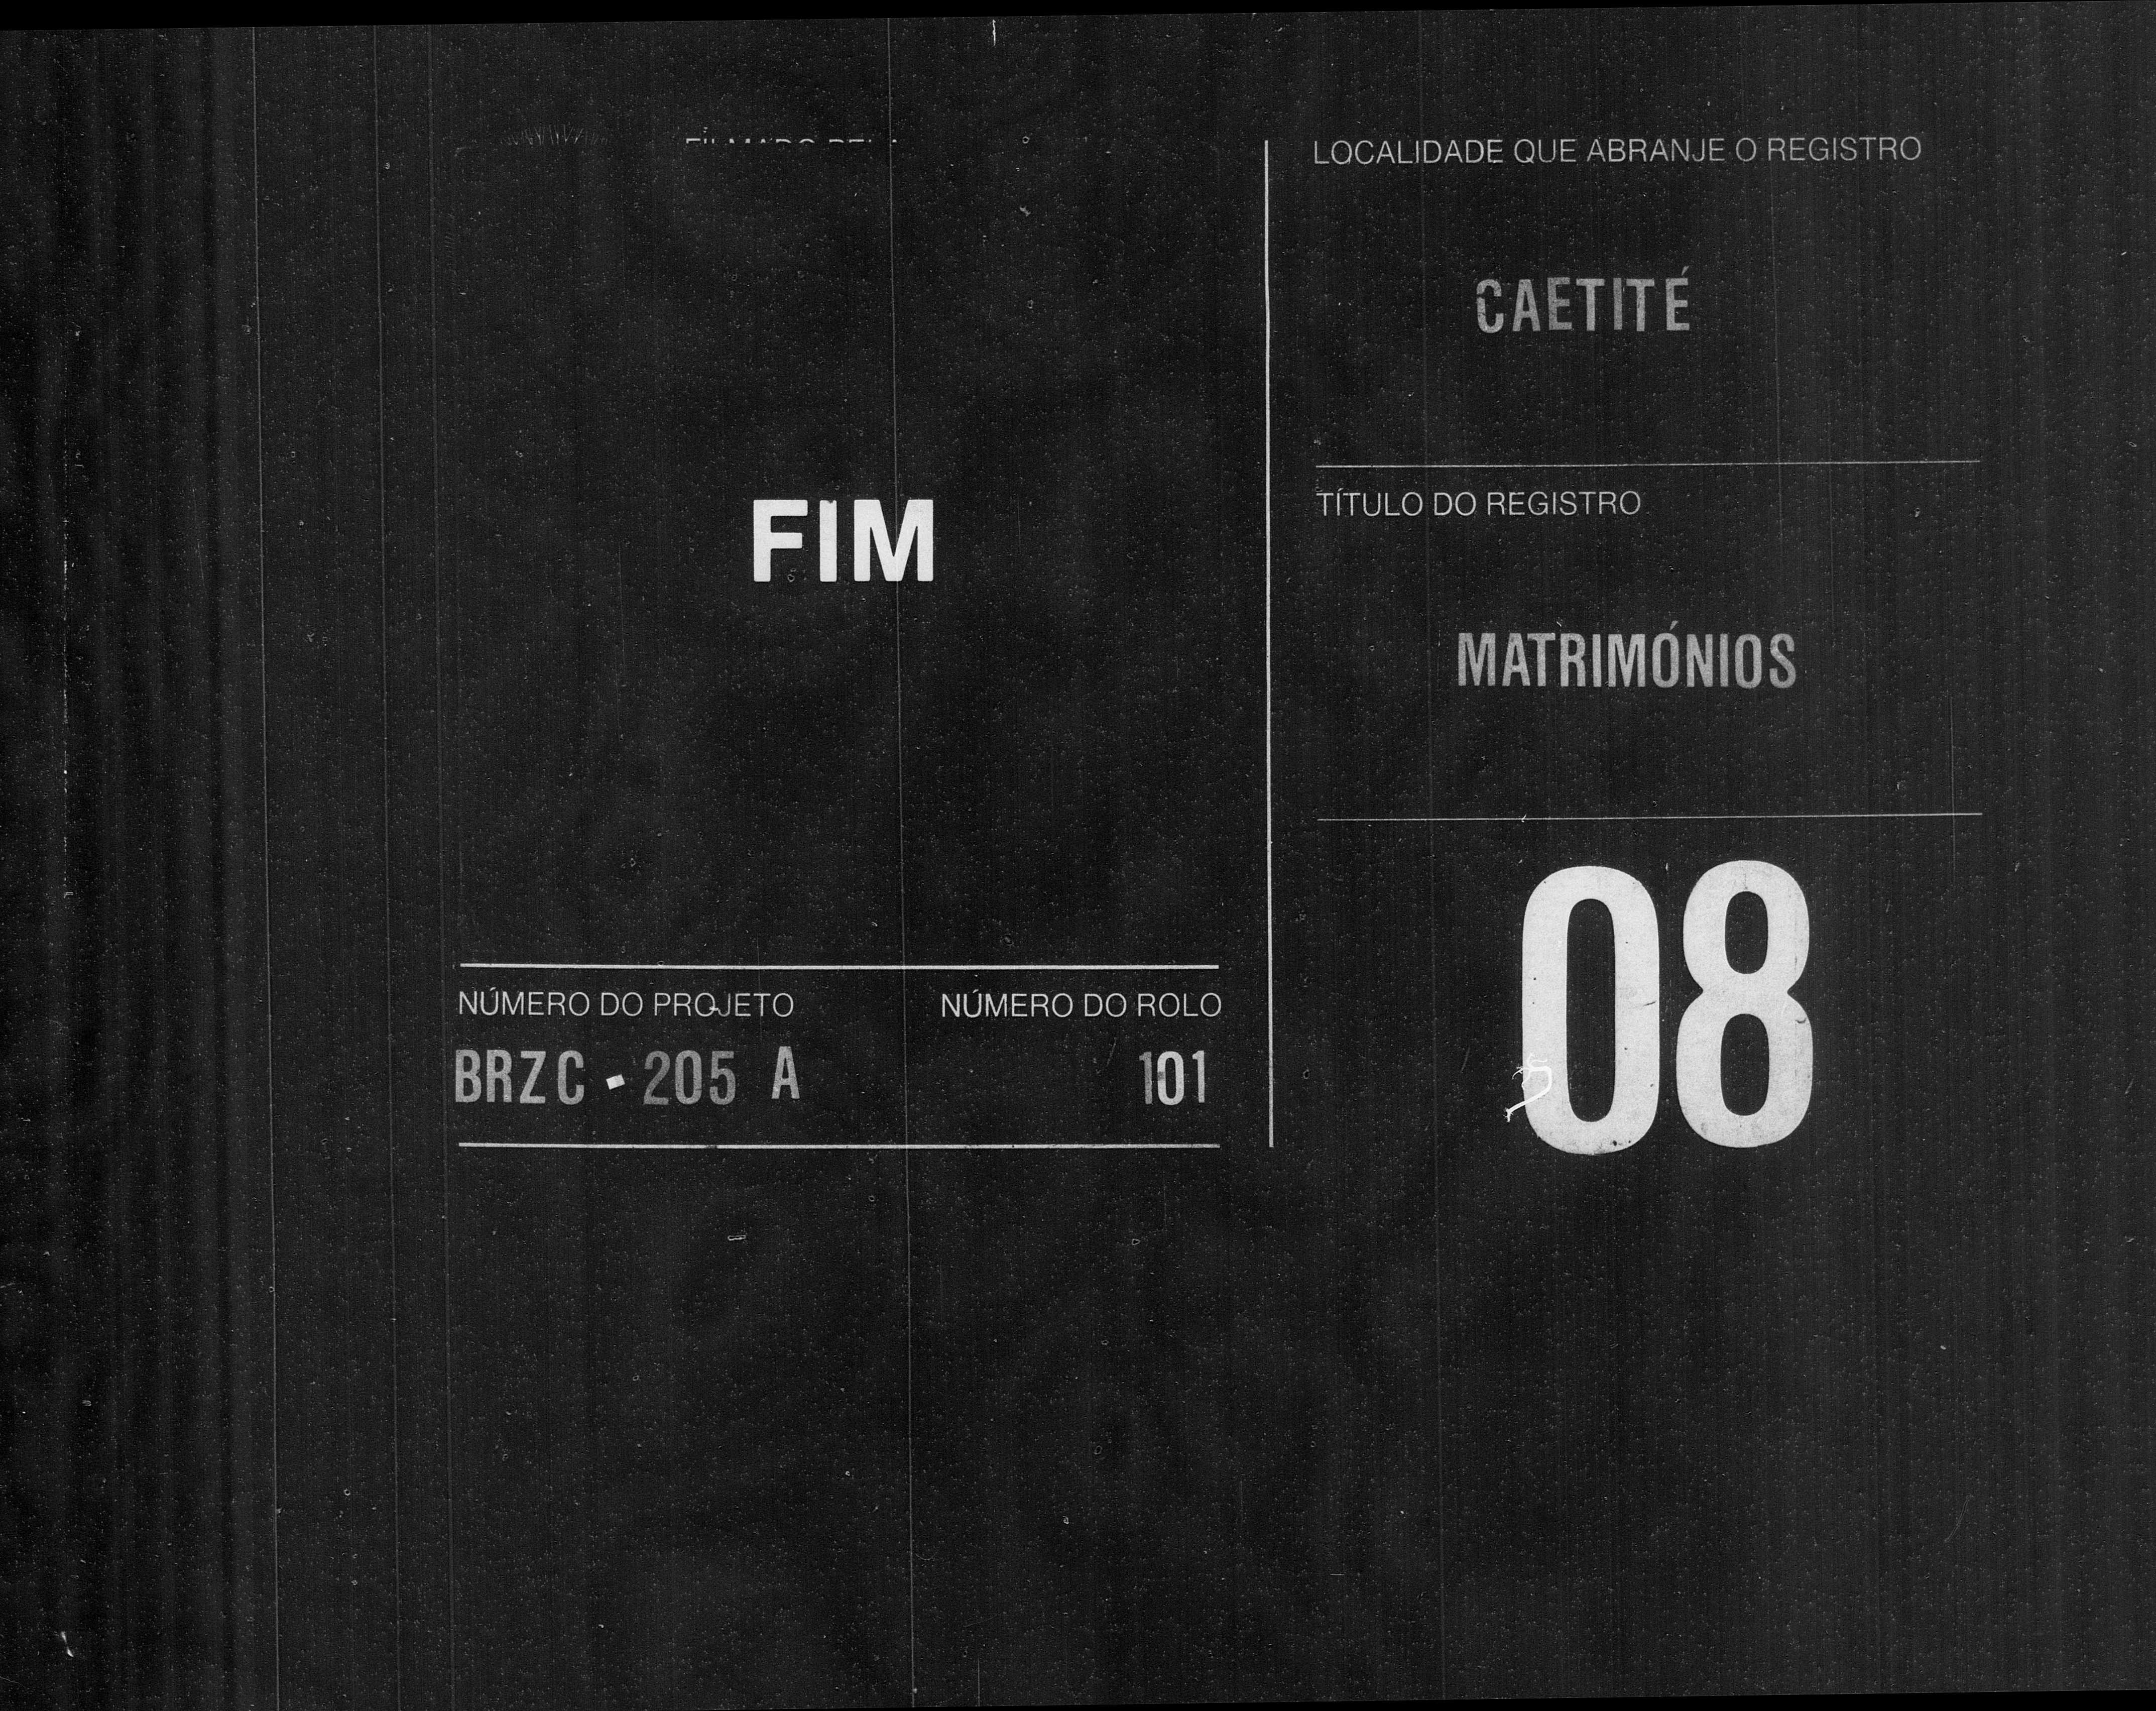 FIM
NÚMERO DO PROJETO
BRZC - 205 A
NÚMERO DO ROLO
101
LOCALIDADE QUE ABRANJE O REGISTRO
CAETITÉ
TÍTULO DO REGISTRO
MATRIMÓNIOS
08